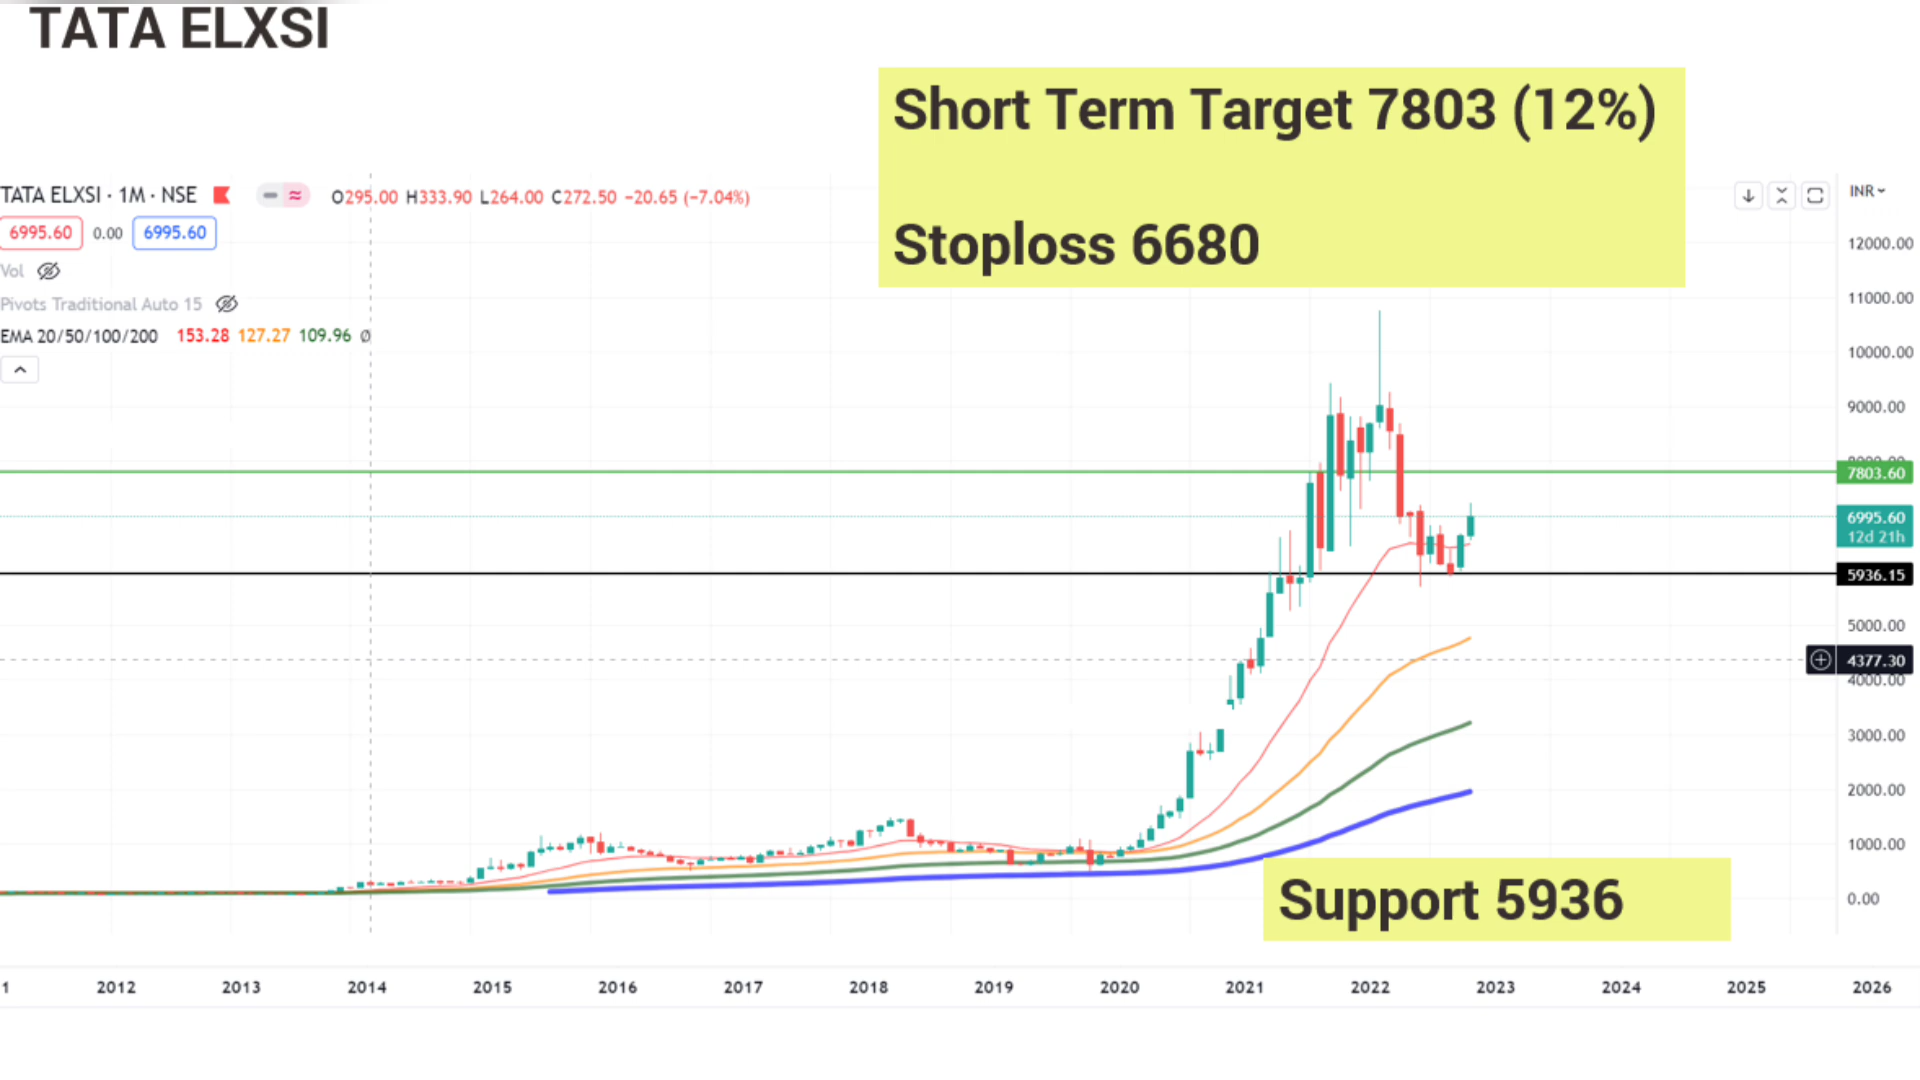 TATA ELXSI
Short Term Target 7803 (12%)
Stoploss 6680
TATA ELXSI · 1M · NSE
O295.00 H333.90 L264.00 C272.50 −20.65 (−7.04%)
INR
6995.60 0.00 6995.60
Vol
Pivots Traditional Auto 15
EMA 20/50/100/200 153.28 127.27 109.96 Ø
12000.00
11000.00
10000.00
9000.00
8000.00
7803.60
6995.60
12d 21h
5936.15
5000.00
4377.30
4000.00
3000.00
2000.00
1000.00
0.00
Support 5936
1 2012 2013 2014 2015 2016 2017 2018 2019 2020 2021 2022 2023 2024 2025 2026